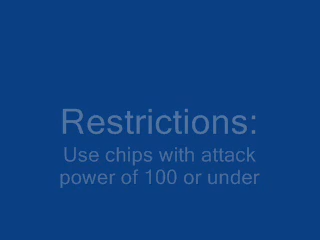 Restrictions:
Use chips with attack
power of 100 or under